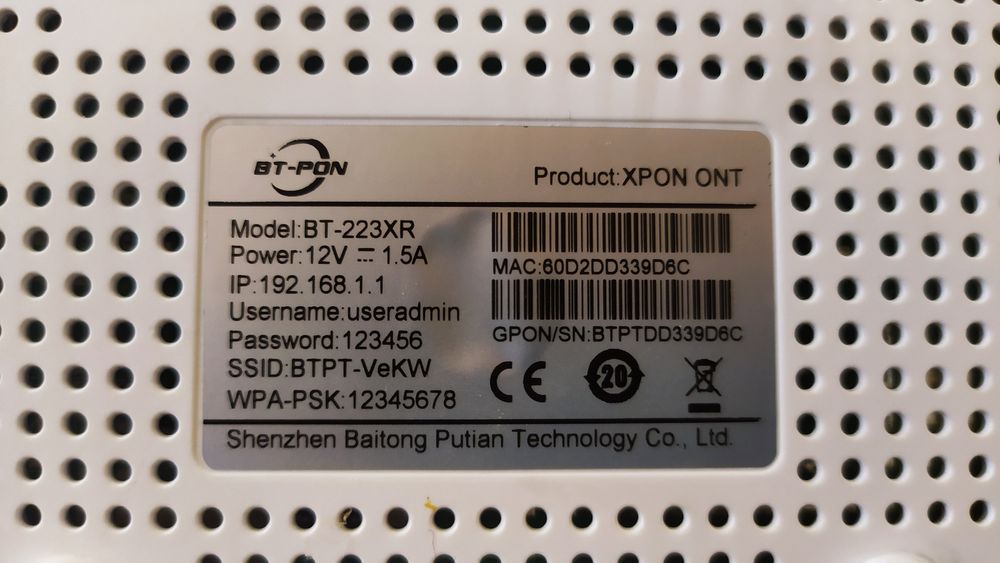 BT-PON
Product:XPON ONT
Model:BT-223XR
Power:12V ⎓ 1.5A
IP:192.168.1.1
Username:useradmin
Password:123456
SSID:BTPT-VeKW
WPA-PSK:12345678
MAC:60D2DD339D6C
GPON/SN:BTPTDD339D6C
CE
20
Shenzhen Baitong Putian Technology Co., Ltd.